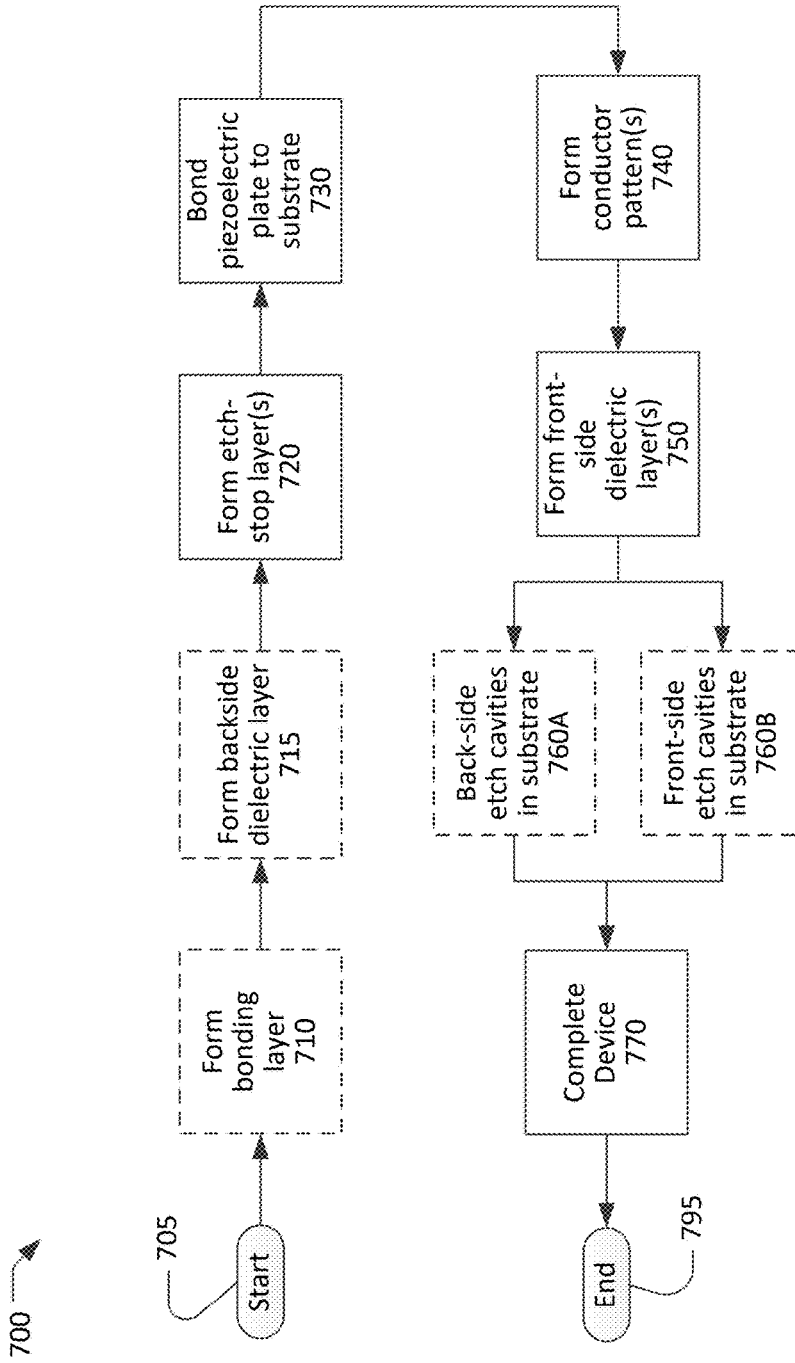 700
705
Start
Form
bonding
layer
710
Form backside
dielectric layer
715
Form etch-
stop layer(s)
720
Bond
piezoelectric
plate to
substrate
730
Form
conductor
pattern(s)
740
Form front-
side
dielectric
layer(s)
750
Back-side
etch cavities
in substrate
760A
Front-side
etch cavities
in substrate
760B
Complete
Device
770
End
795